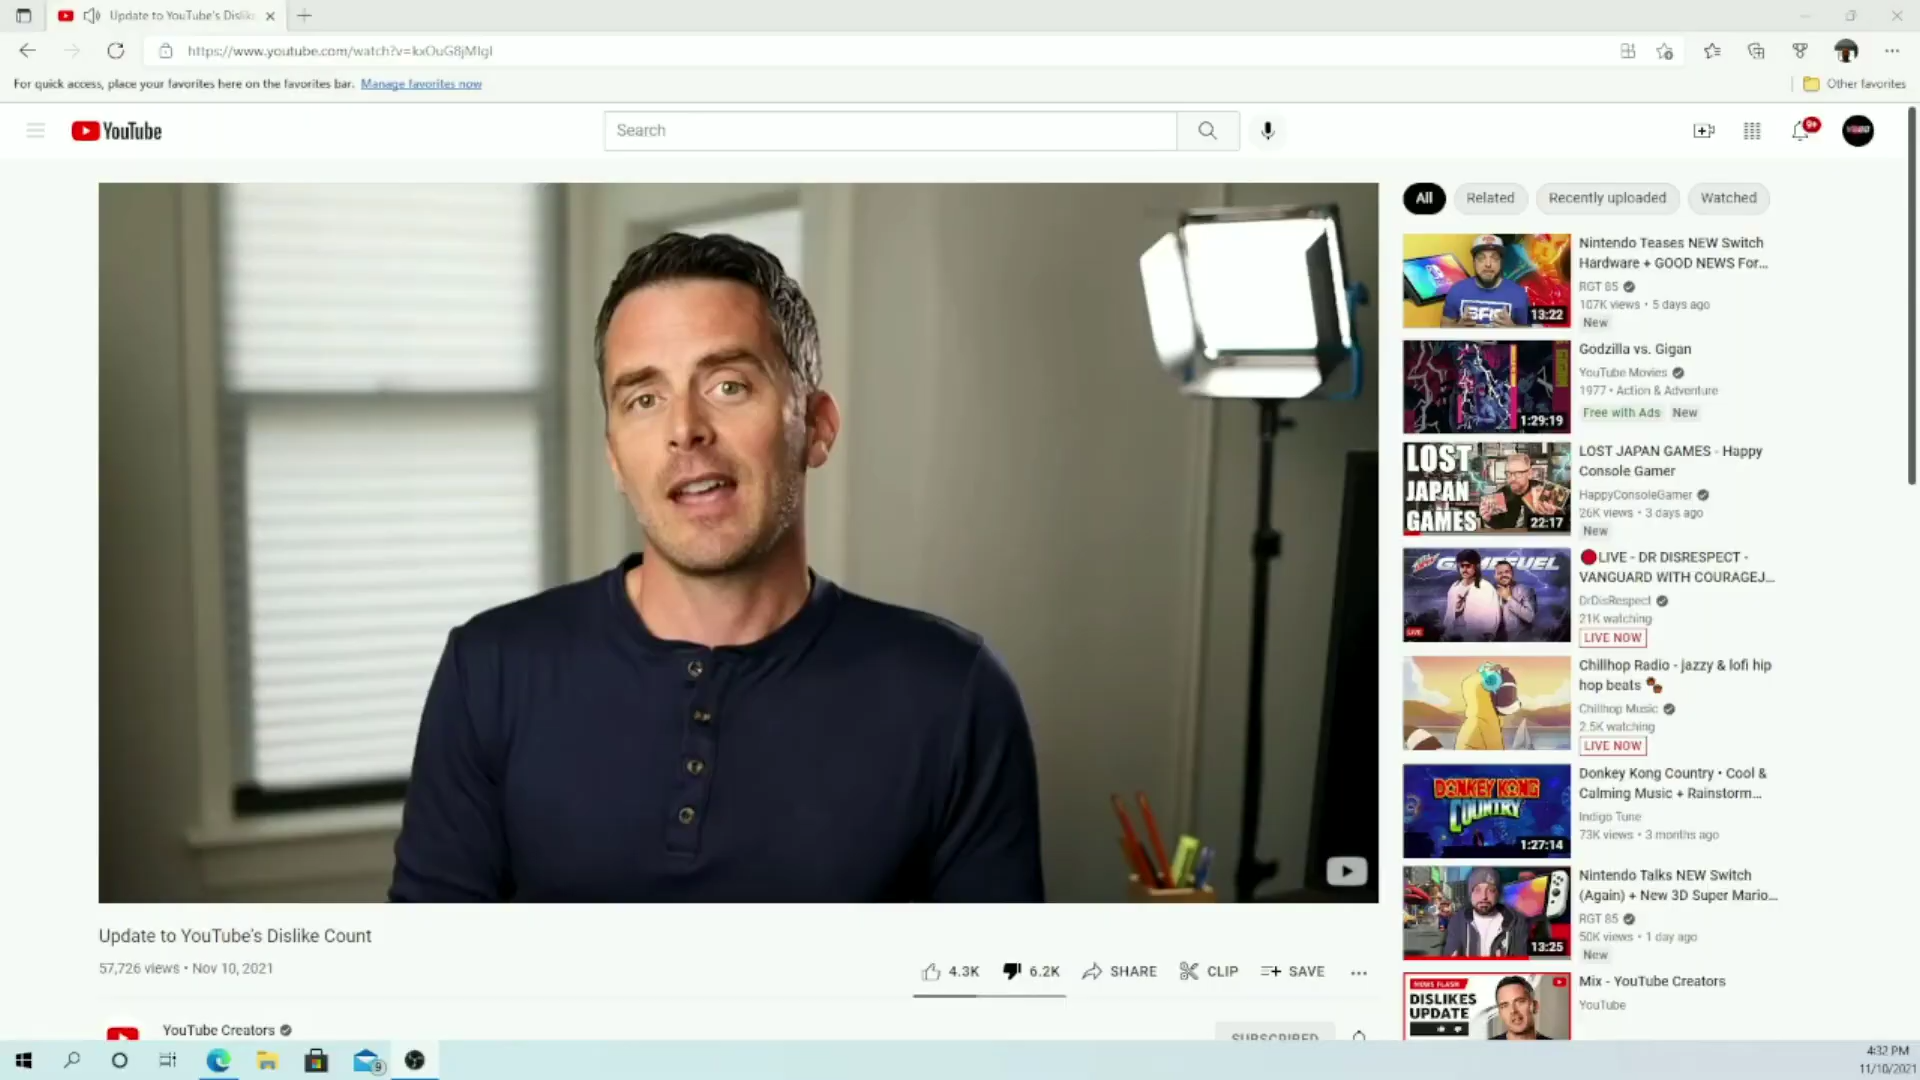 Update to YouTube's Dislik
https://www.youtube.com/watch?v=kxOuG8jMIgI
For quick access, place your favorites here on the favorites bar. Manage favorites now
Other favorites
YouTube
Search
9+
All
Related
Recently uploaded
Watched
Nintendo Teases NEW Switch
Hardware + GOOD NEWS For...
RGT 85
107K views • 5 days ago
New
13:22
Godzilla vs. Gigan
YouTube Movies
1977 • Action & Adventure
Free with Ads
New
1:29:19
LOST
JAPAN
GAMES
22:17
LOST JAPAN GAMES - Happy
Console Gamer
HappyConsoleGamer
26K views • 3 days ago
New
LIVE
LIVE - DR DISRESPECT -
VANGUARD WITH COURAGEJ...
DrDisRespect
21K watching
LIVE NOW
Chillhop Radio - jazzy & lofi hip
hop beats
Chillhop Music
2.5K watching
LIVE NOW
DONKEY KONG
COUNTRY
1:27:14
Donkey Kong Country • Cool &
Calming Music + Rainstorm...
Indigo Tune
73K views • 3 months ago
13:25
Nintendo Talks NEW Switch
(Again) + New 3D Super Mario...
RGT 85
50K views • 1 day ago
New
NEWS FLASH
DISLIKES
UPDATE
Mix - YouTube Creators
YouTube
Update to YouTube's Dislike Count
57,726 views • Nov 10, 2021
4.3K
6.2K
SHARE
CLIP
SAVE
YouTube Creators
SUBSCRIBED
9
4:32 PM
11/10/2021